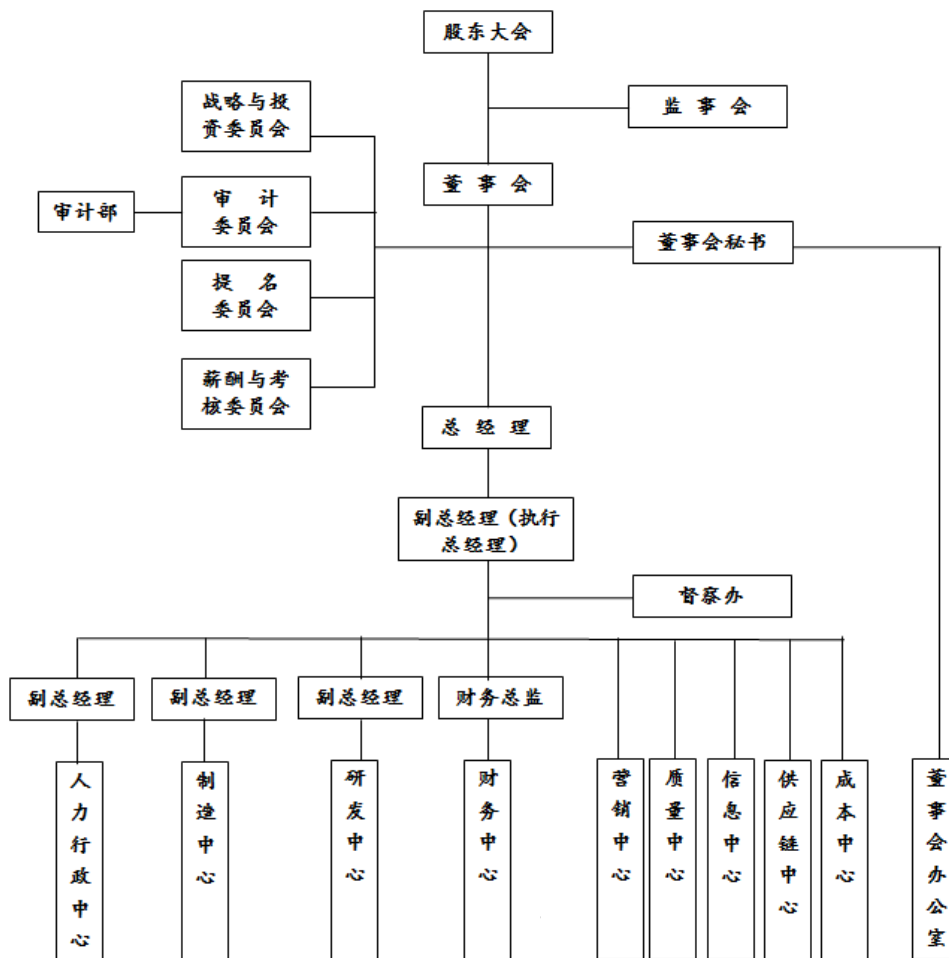 股东大会
战略与投
资委员会
监 事 会
董 事 会
审计部
审 计
委员会
董事会秘书
提 名
委员会
薪酬与考
核委员会
总 经 理
副总经理（执行
总经理）
督察办
副总经理
副总经理
副总经理
财务总监
人力行政中心
制造中心
研发中心
财务中心
营销中心
质量中心
信息中心
供应链中心
成本中心
董事会办公室